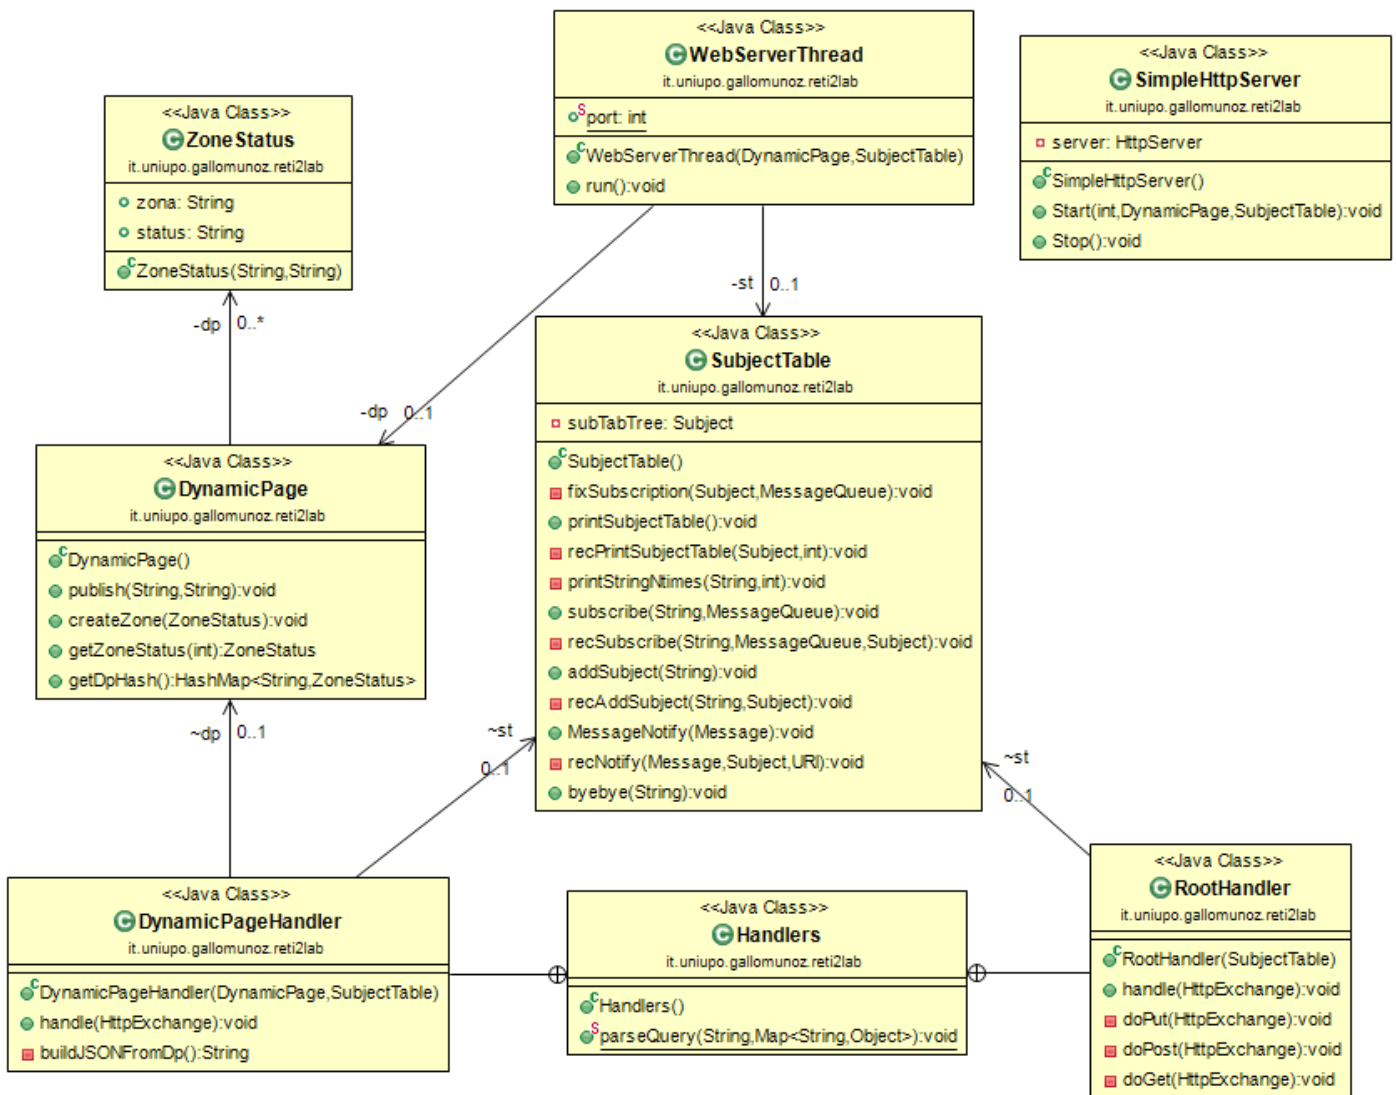 <<Java Class>>
WebServerThread
it.uniupo.gallomunoz.reti2lab
port: int
WebServerThread(DynamicPage,SubjectTable)
run():void
<<Java Class>>
SimpleHttpServer
it.uniupo.gallomunoz.reti2lab
server: HttpServer
SimpleHttpServer()
Start(int,DynamicPage,SubjectTable):void
Stop():void
<<Java Class>>
ZoneStatus
it.uniupo.gallomunoz.reti2lab
zona: String
status: String
ZoneStatus(String,String)
-dp 0..*
-st 0..1
-dp 0..1
<<Java Class>>
SubjectTable
it.uniupo.gallomunoz.reti2lab
subTabTree: Subject
SubjectTable()
fixSubscription(Subject,MessageQueue):void
printSubjectTable():void
recPrintSubjectTable(Subject,int):void
printStringNtimes(String,int):void
subscribe(String,MessageQueue):void
recSubscribe(String,MessageQueue,Subject):void
addSubject(String):void
recAddSubject(String,Subject):void
MessageNotify(Message):void
recNotify(Message,Subject,URI):void
byebye(String):void
<<Java Class>>
DynamicPage
it.uniupo.gallomunoz.reti2lab
DynamicPage()
publish(String,String):void
createZone(ZoneStatus):void
getZoneStatus(int):ZoneStatus
getDpHash():HashMap<String,ZoneStatus>
~dp 0..1
~st
0..1
~st
0..1
<<Java Class>>
DynamicPageHandler
it.uniupo.gallomunoz.reti2lab
DynamicPageHandler(DynamicPage,SubjectTable)
handle(HttpExchange):void
buildJSONFromDp():String
<<Java Class>>
Handlers
it.uniupo.gallomunoz.reti2lab
Handlers()
parseQuery(String,Map<String,Object>):void
<<Java Class>>
RootHandler
it.uniupo.gallomunoz.reti2lab
RootHandler(SubjectTable)
handle(HttpExchange):void
doPut(HttpExchange):void
doPost(HttpExchange):void
doGet(HttpExchange):void